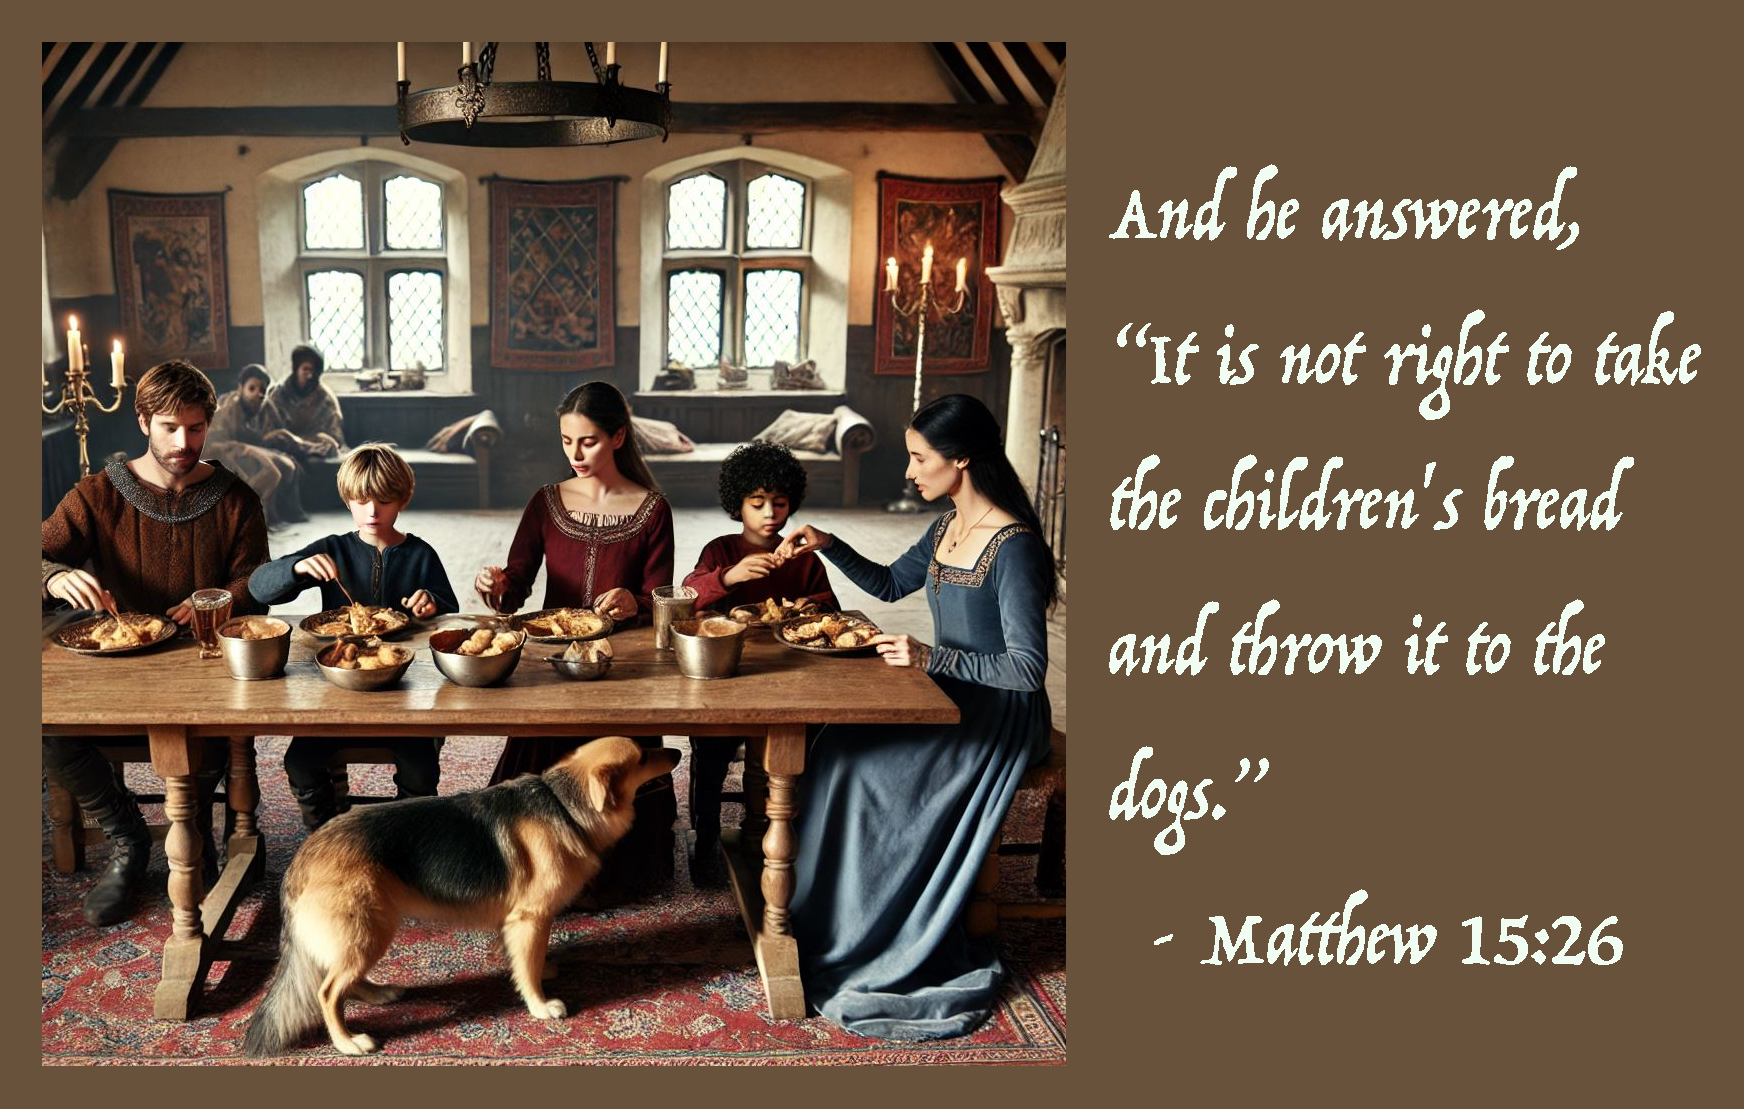 And he answered,
“It is not right to take
the children's bread
and throw it to the
dogs.”
- Matthew 15:26